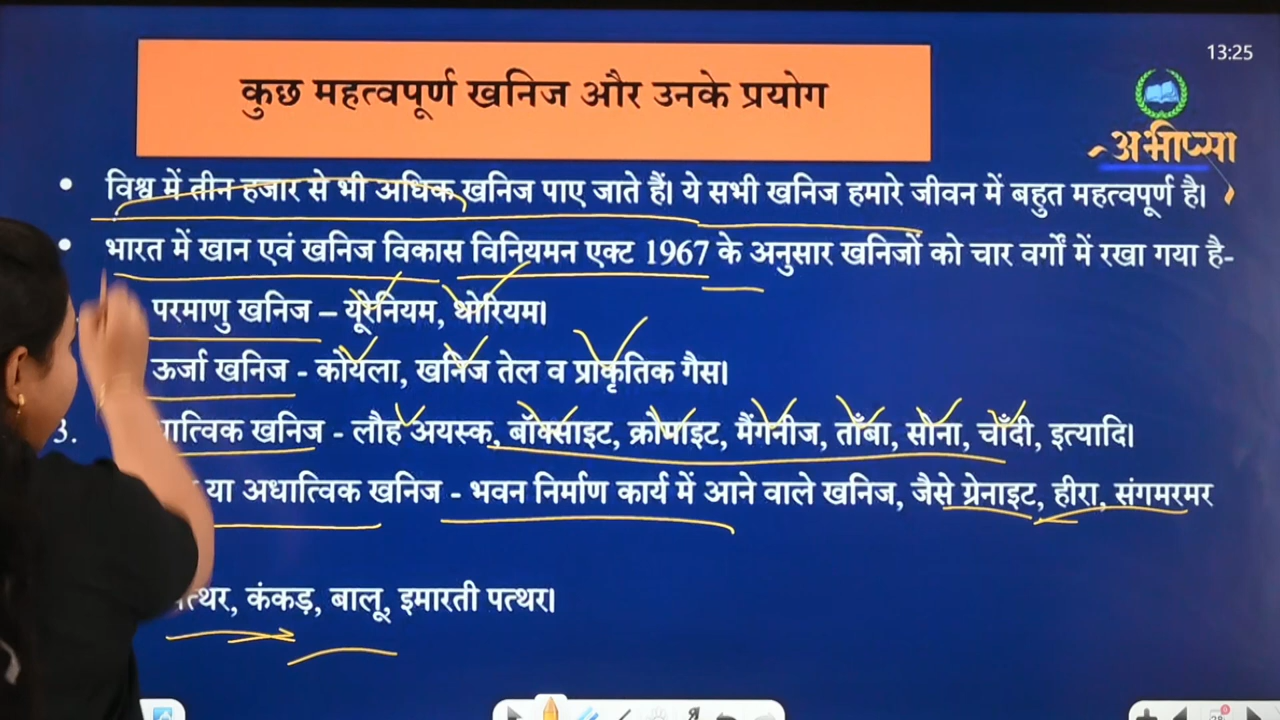 13:25
कुछ महत्वपूर्ण खनिज और उनके प्रयोग
अभीप्सा
• विश्व में तीन हजार से भी अधिक खनिज पाए जाते हैं। ये सभी खनिज हमारे जीवन में बहुत महत्वपूर्ण है।
• भारत में खान एवं खनिज विकास विनियमन एक्ट 1967 के अनुसार खनिजों को चार वर्गों में रखा गया है-
परमाणु खनिज – यूरेनियम, थोरियम।
ऊर्जा खनिज - कोयला, खनिज तेल व प्राकृतिक गैस।
3. खनिज - लौह अयस्क, बॉक्साइट, क्रोमाइट, मैंगनीज, ताँबा, सोना, चाँदी, इत्यादि।
या अधात्विक खनिज - भवन निर्माण कार्य में आने वाले खनिज, जैसे ग्रेनाइट, हीरा, संगमरमर
कंकड़, बालू, इमारती पत्थर।